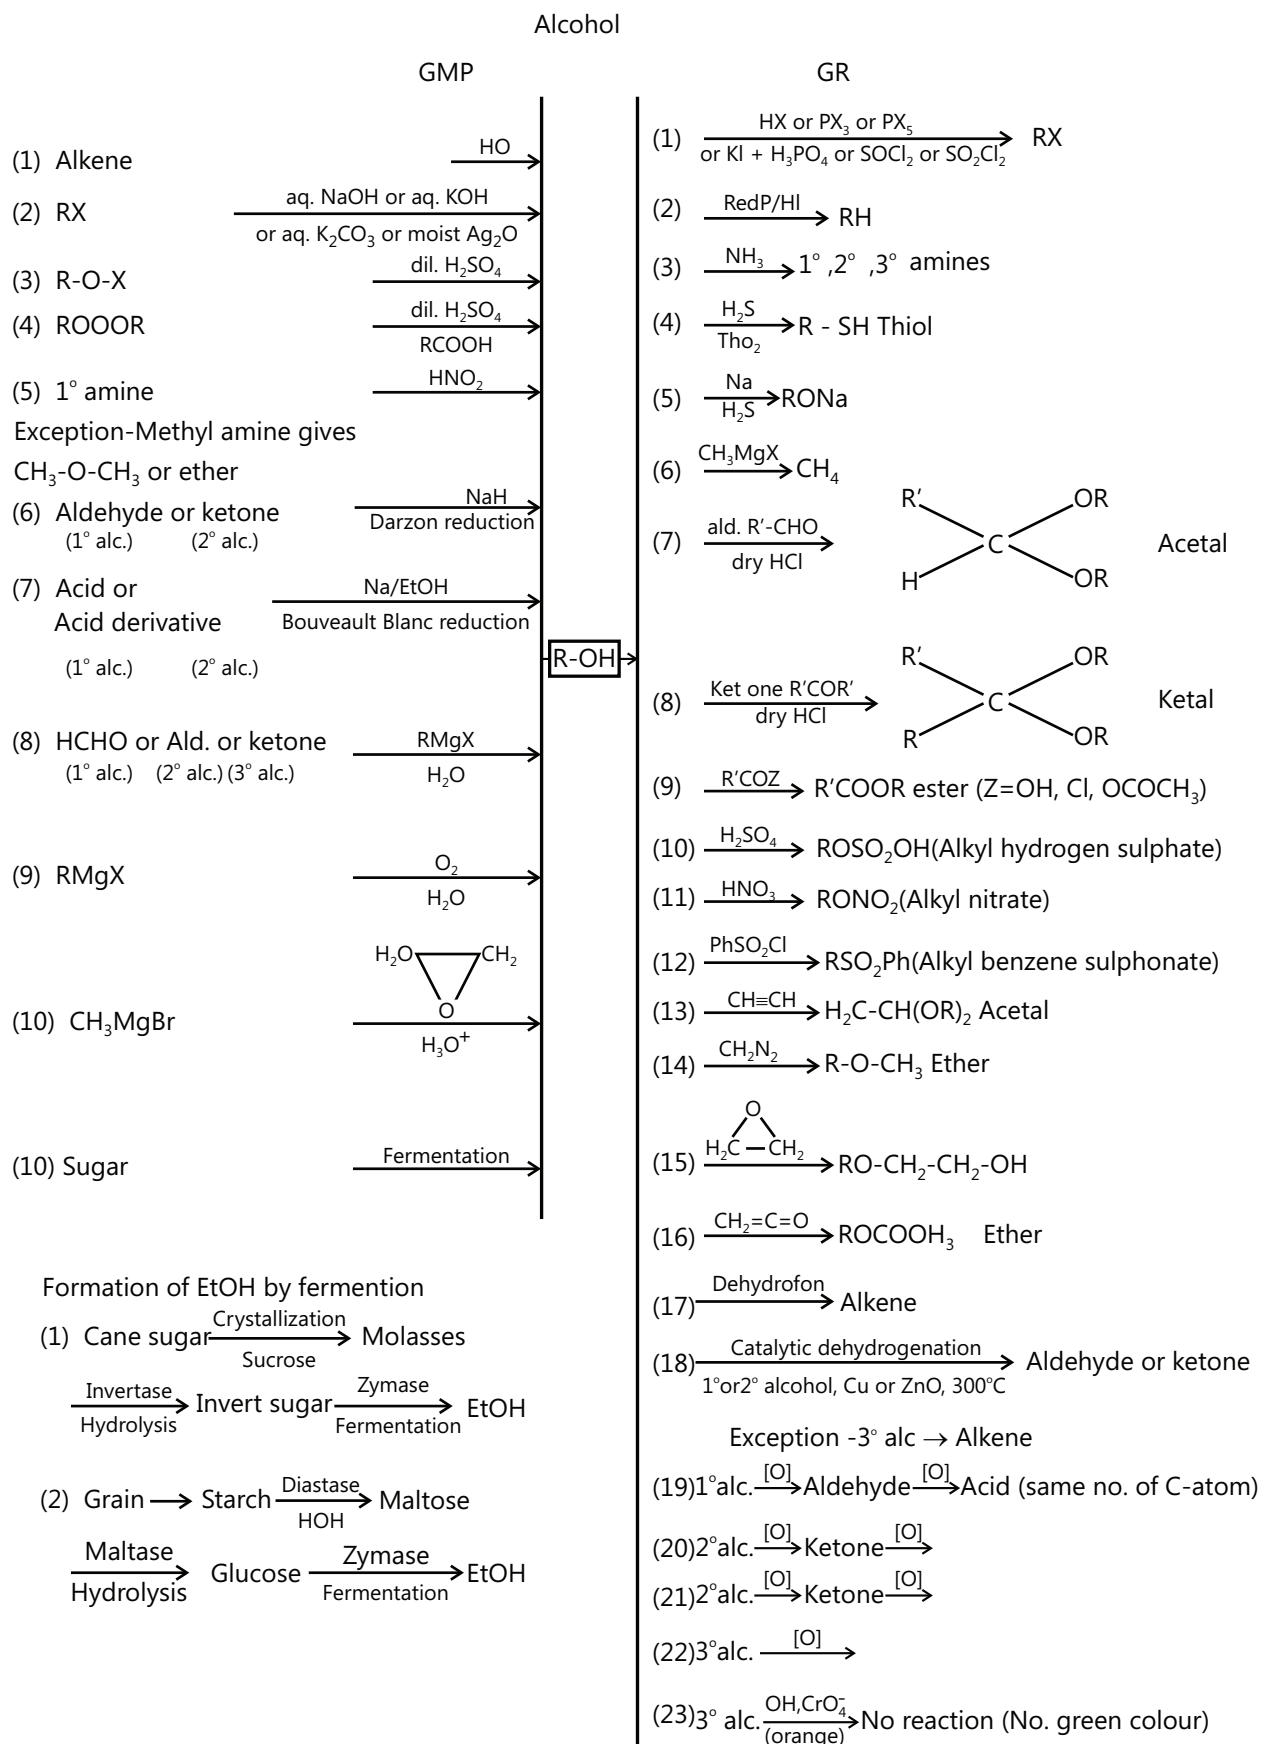 Alcohol
GMP
(1) Alkene
HO
(2) RX
aq. NaOH or aq. KOH
or aq. K₂CO₃ or moist Ag₂O
(3) R-O-X
dil. H₂SO₄
(4) ROOOR
dil. H₂SO₄
RCOOH
(5) 1° amine
HNO₂
Exception-Methyl amine gives
CH₃-O-CH₃ or ether
(6) Aldehyde or ketone
(1° alc.) (2° alc.)
NaH
Darzon reduction
(7) Acid or
Acid derivative
(1° alc.) (2° alc.)
Na/EtOH
Bouveault Blanc reduction
(8) HCHO or Ald. or ketone
(1° alc.) (2° alc.) (3° alc.)
RMgX
H₂O
(9) RMgX
O₂
H₂O
(10) CH₃MgBr
H₂O CH₂
O
H₃O⁺
(10) Sugar
Fermentation
R-OH
Formation of EtOH by fermention
(1) Cane sugar
Crystallization
Sucrose
Molasses
Invertase
Hydrolysis
Invert sugar
Zymase
Fermentation
EtOH
(2) Grain → Starch
Diastase
HOH
Maltose
Maltase
Hydrolysis
Glucose
Zymase
Fermentation
EtOH
GR
(1)
HX or PX₃ or PX₅
or KI + H₃PO₄ or SOCl₂ or SO₂Cl₂
RX
(2)
RedP/HI
RH
(3)
NH₃
1° ,2° ,3° amines
(4)
H₂S
Tho₂
R - SH Thiol
(5)
Na
H₂S
RONa
(6)
CH₃MgX
CH₄
(7)
ald. R'-CHO
dry HCl
R' OR
C
H OR
Acetal
(8)
Ket one R'COR'
dry HCl
R' OR
C
R OR
Ketal
(9)
R'COZ
R'COOR ester (Z=OH, Cl, OCOCH₃)
(10)
H₂SO₄
ROSO₂OH(Alkyl hydrogen sulphate)
(11)
HNO₃
RONO₂(Alkyl nitrate)
(12)
PhSO₂Cl
RSO₂Ph(Alkyl benzene sulphonate)
(13)
CH≡CH
H₂C-CH(OR)₂ Acetal
(14)
CH₂N₂
R-O-CH₃ Ether
(15)
O
H₂C — CH₂
RO-CH₂-CH₂-OH
(16)
CH₂=C=O
ROCOOH₃ Ether
(17)
Dehydrofon
Alkene
(18)
Catalytic dehydrogenation
1°or2° alcohol, Cu or ZnO, 300°C
Aldehyde or ketone
Exception -3° alc → Alkene
(19)1°alc. [O] Aldehyde [O] Acid (same no. of C-atom)
(20)2°alc. [O] Ketone [O]
(21)2°alc. [O] Ketone [O]
(22)3°alc. [O]
(23)3° alc.
OH,CrO₄⁻
(orange)
No reaction (No. green colour)